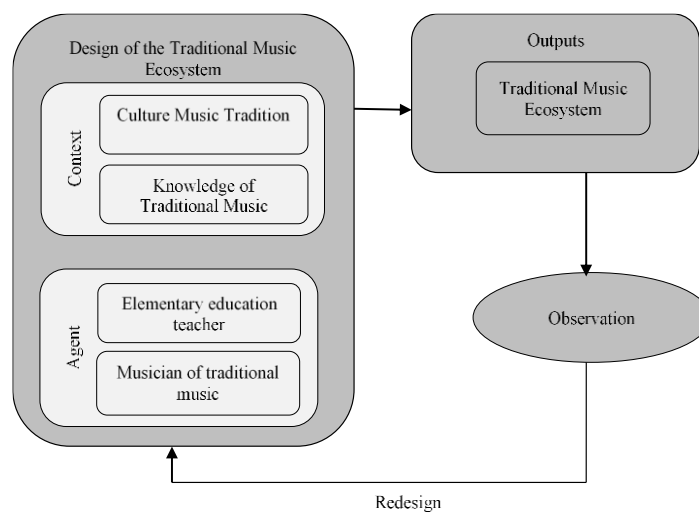 Design of the Traditional Music
Ecosystem
Context
Culture Music Tradition
Knowledge of
Traditional Music
Agent
Elementary education
teacher
Musician of traditional
music
Outputs
Traditional Music
Ecosystem
Observation
Redesign